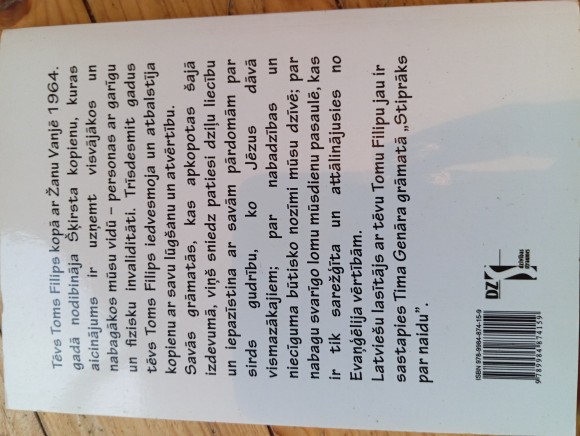 Tēvs Toms Filips kopā ar Žanu Vanjē 1964.
gadā nodibināja Šķirsta kopienu, kuras
aicinājums ir uzņemt visvājākos un
nabagākos mūsu vidū – personas ar garīgu
un fizisku invaliditāti. Trīsdesmit gadus
tēvs Toms Filips iedvesmoja un atbalstīja
kopienu ar savu lūgšanu un atvērtību.
Savās grāmatās, kas apkopotas šajā
izdevumā, viņš sniedz patiesi dziļu liecību
un iepazīstina ar savām pārdomām par
sirds gudrību, ko Jēzus dāvā
vismazākajiem; par nabadzības un
niecīguma būtisko nozīmi mūsu dzīvē; par
nabagu svarīgo lomu mūsdienu pasaulē, kas
ir tik sarežģīta un attālinājusies no
Evaņģēlija vērtībām.
Latviešu lasītājs ar tēvu Tomu Filipu jau ir
sastapies Tima Genāra grāmatā „Stiprāks
par naidu”.
ISBN 978-9984-674-15-9
9789984674159
DZ